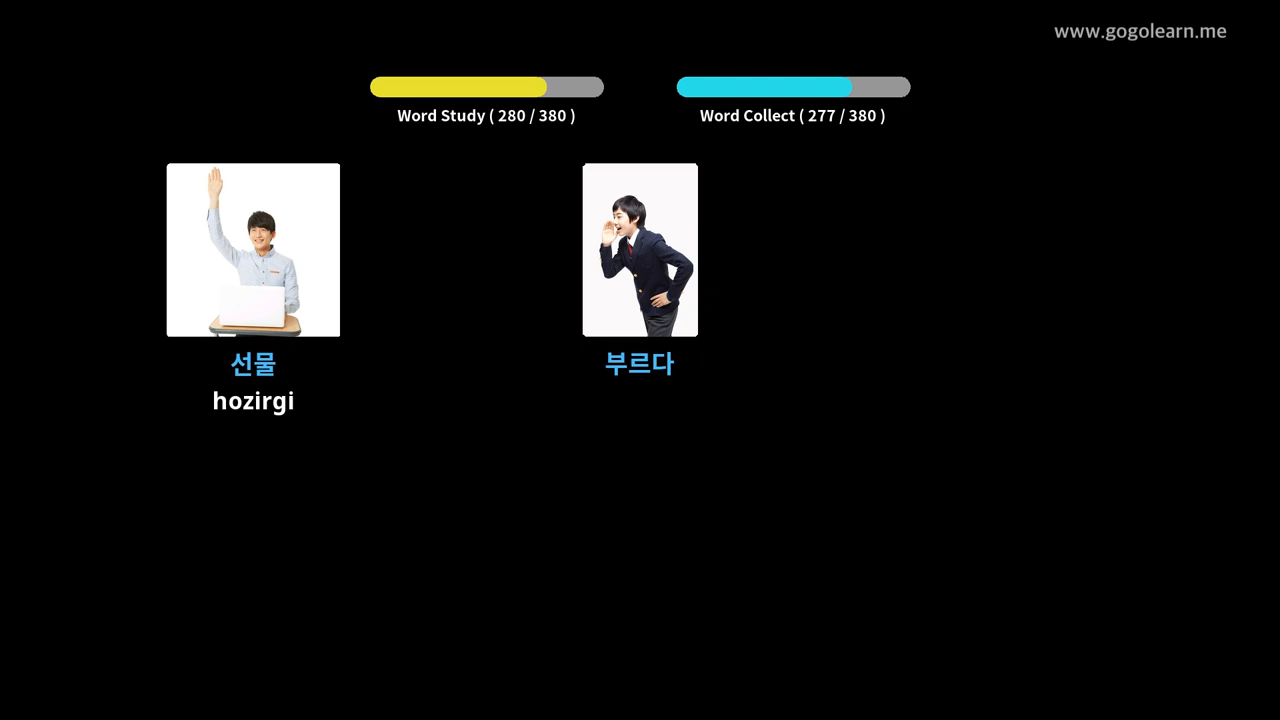 www.gogolearn.me
Word Study ( 280 / 380 )
Word Collect ( 277 / 380 )
선물
hozirgi
부르다